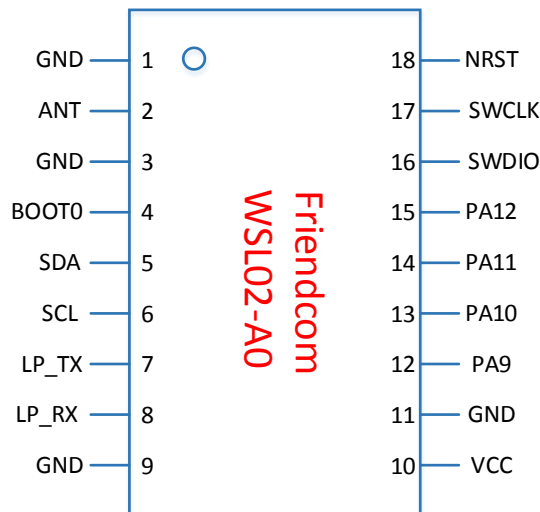 GND 1 18 NRST
ANT 2 17 SWCLK
GND 3 16 SWDIO
BOOT0 4 15 PA12
SDA 5 14 PA11
SCL 6 13 PA10
LP_TX 7 12 PA9
LP_RX 8 11 GND
GND 9 10 VCC
Friendcom
WSL02-A0